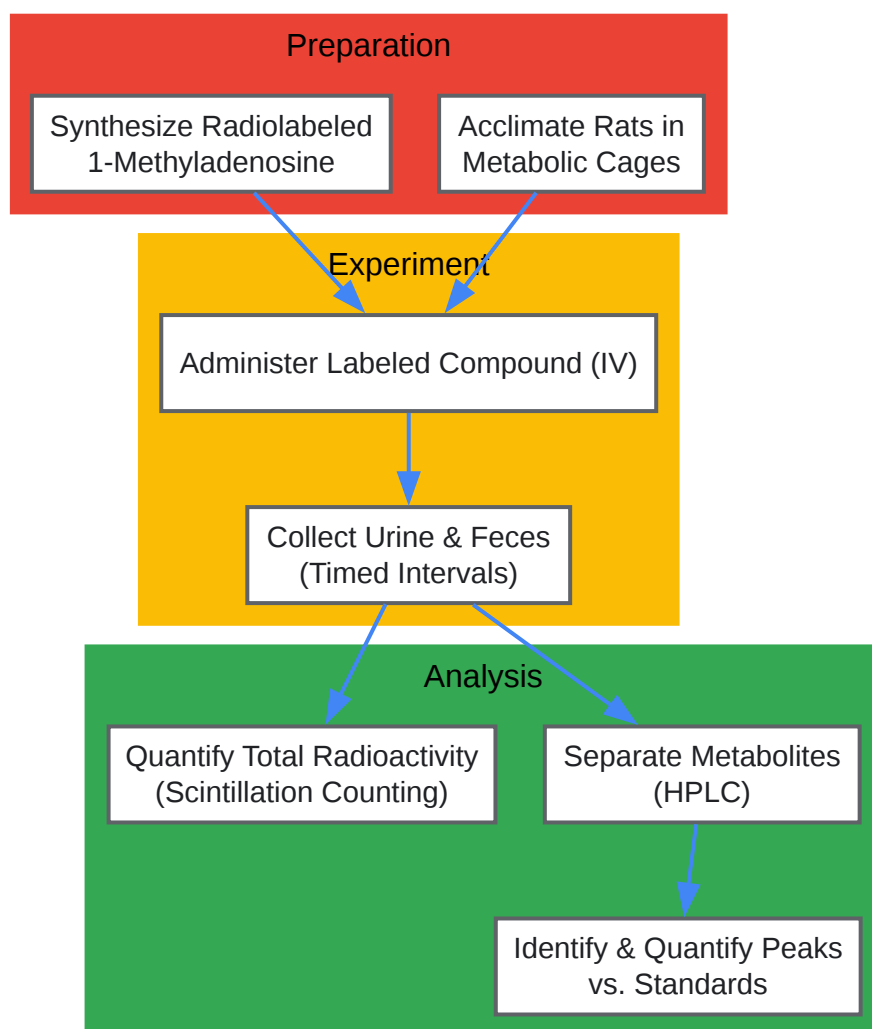 Preparation
Synthesize Radiolabeled
1-Methyladenosine
Acclimate Rats in
Metabolic Cages
Experiment
Administer Labeled Compound (IV)
Collect Urine & Feces
(Timed Intervals)
Analysis
Quantify Total Radioactivity
(Scintillation Counting)
Separate Metabolites
(HPLC)
Identify & Quantify Peaks
vs. Standards